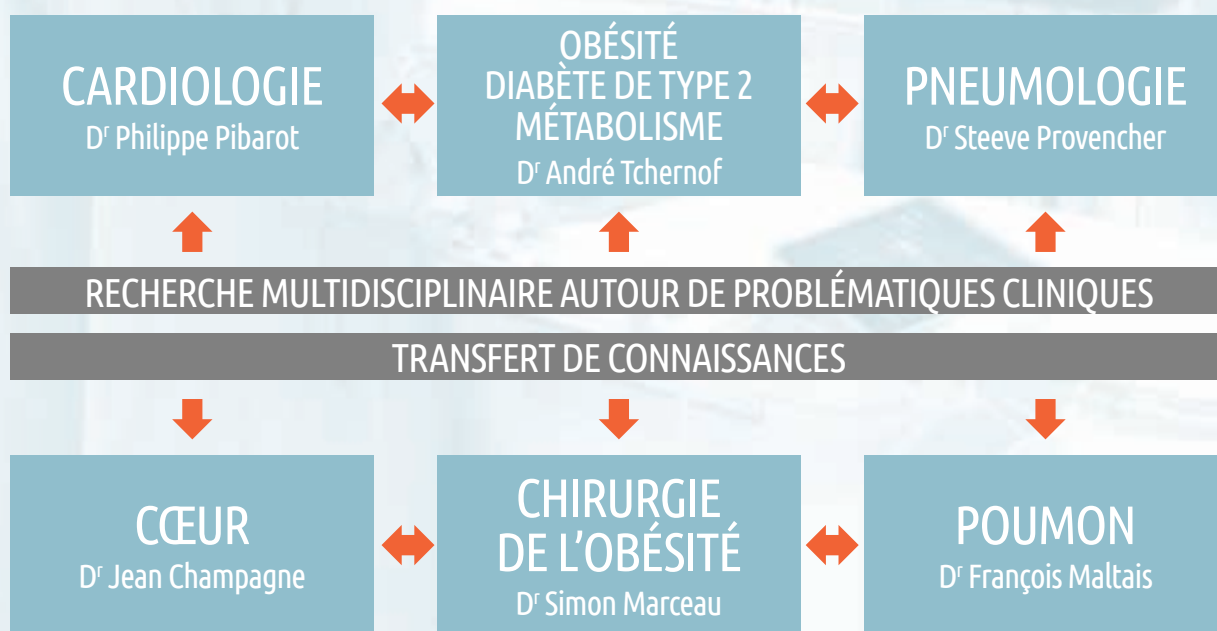 CARDIOLOGIE
Dr Philippe Pibarot
OBÉSITÉ
DIABÈTE DE TYPE 2
MÉTABOLISME
Dr André Tchernof
PNEUMOLOGIE
Dr Steeve Provencher
RECHERCHE MULTIDISCIPLINAIRE AUTOUR DE PROBLÉMATIQUES CLINIQUES
TRANSFERT DE CONNAISSANCES
CŒUR
Dr Jean Champagne
CHIRURGIE
DE L'OBÉSITÉ
Dr Simon Marceau
POUMON
Dr François Maltais